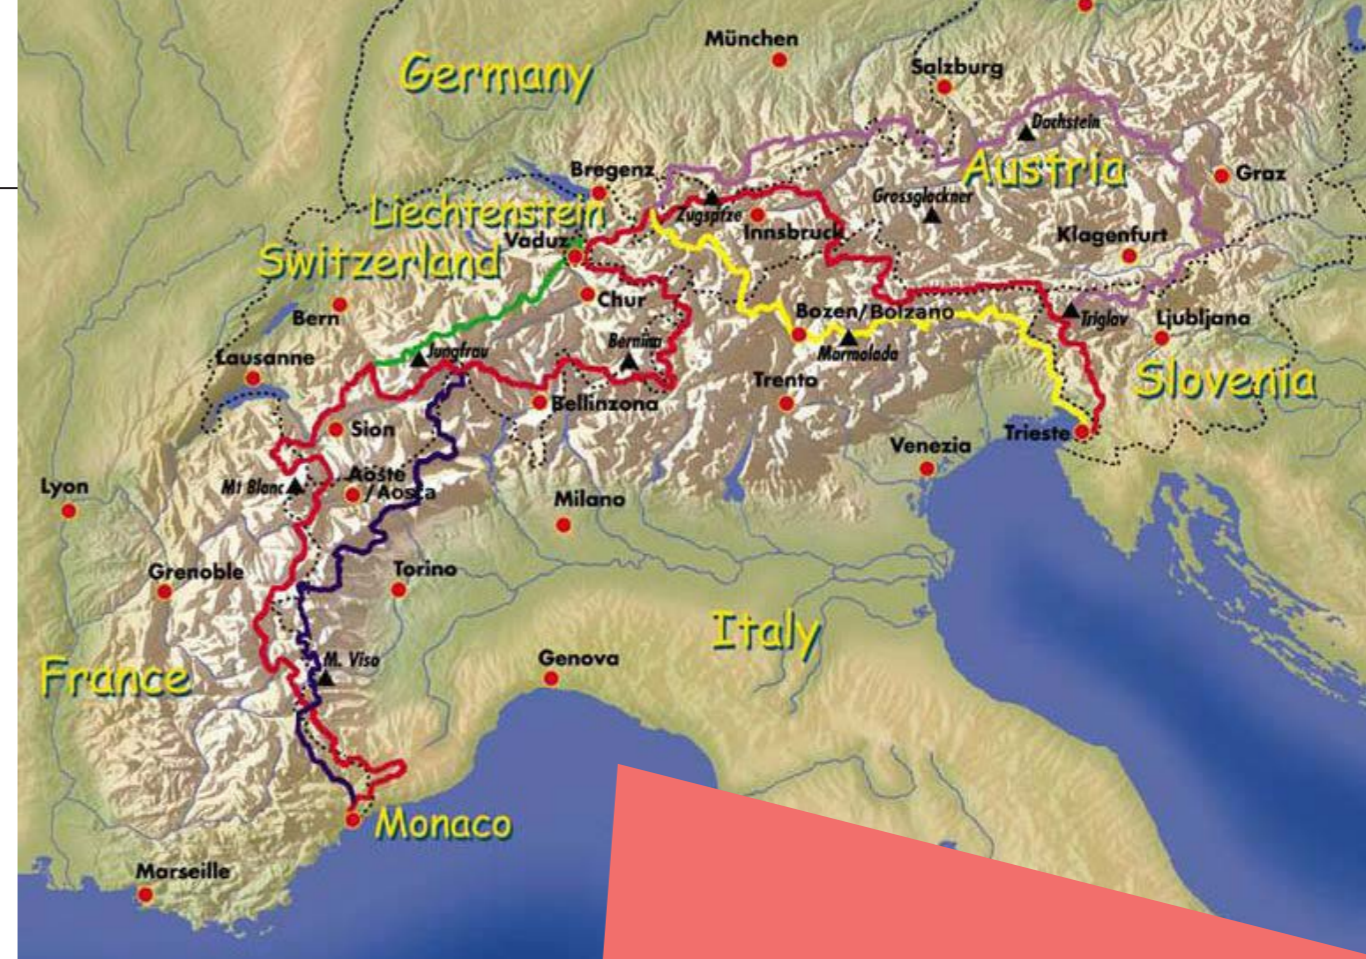 München
Germany
Salzburg
Dachstein
Bregenz
Austria
Graz
Liechtenstein
Zugspitze
Grossglockner
Vaduz
Innsbruck
Klagenfurt
Switzerland
Chur
Bern
Bozen/Bolzano
Triglav
Ljubljana
Jungfrau
Bernina
Marmolada
Lausanne
Trento
Slovenia
Bellinzona
Sion
Trieste
Venezia
Aoste
/Aosta
Mt Blanc
Lyon
Milano
Grenoble
Torino
Italy
M. Viso
Genova
France
Monaco
Marseille